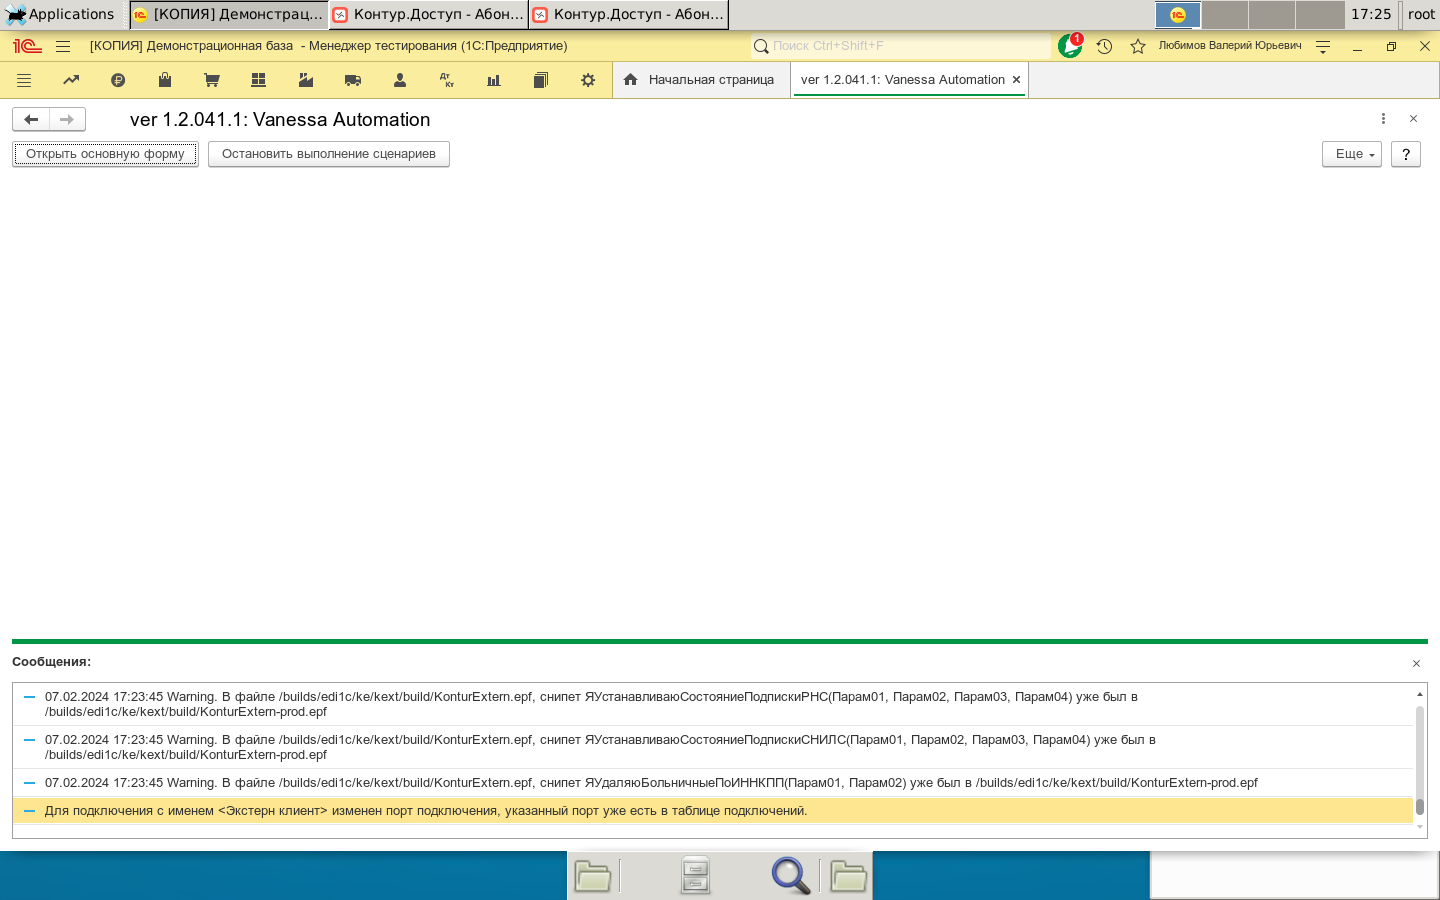 Applications
[КОПИЯ] Демонстрац...
Контур.Доступ - Абон...
Контур.Доступ - Абон...
17:25
root
[КОПИЯ] Демонстрационная база - Менеджер тестирования (1С:Предприятие)
Поиск Ctrl+Shift+F
1
Любимов Валерий Юрьевич
Дт
Кт
Начальная страница
ver 1.2.041.1: Vanessa Automation
ver 1.2.041.1: Vanessa Automation
Открыть основную форму
Остановить выполнение сценариев
Еще
?
Сообщения:
07.02.2024 17:23:45 Warning. В файле /builds/edi1c/ke/kext/build/KonturExtern.epf, снипет ЯУстанавливаюСостояниеПодпискиРНС(Парам01, Парам02, Парам03, Парам04) уже был в
/builds/edi1c/ke/kext/build/KonturExtern-prod.epf
07.02.2024 17:23:45 Warning. В файле /builds/edi1c/ke/kext/build/KonturExtern.epf, снипет ЯУстанавливаюСостояниеПодпискиСНИЛС(Парам01, Парам02, Парам03, Парам04) уже был в
/builds/edi1c/ke/kext/build/KonturExtern-prod.epf
07.02.2024 17:23:45 Warning. В файле /builds/edi1c/ke/kext/build/KonturExtern.epf, снипет ЯУдаляюБольничныеПоИННКПП(Парам01, Парам02) уже был в /builds/edi1c/ke/kext/build/KonturExtern-prod.epf
Для подключения с именем <Экстерн клиент> изменен порт подключения, указанный порт уже есть в таблице подключений.